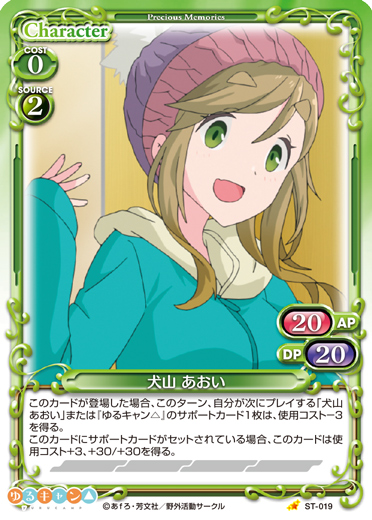 Precious Memories
Character
COST
0
SOURCE
2
20 AP
DP 20
犬山 あおい
このカードが登場した場合、このターン、自分が次にプレイする「犬山
あおい」または「ゆるキャン△」のサポートカード1枚は、使用コスト−3
を得る。
このカードにサポートカードがセットされている場合、このカードは使
用コスト+3、+30/+30を得る。
ゆるキャン△
©あfろ・芳文社／野外活動サークル
ST-019